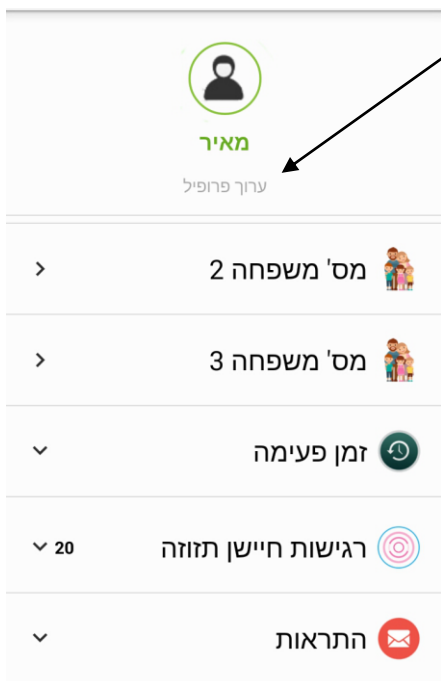 מאיר
ערוך פרופיל
מס' משפחה 2
מס' משפחה 3
זמן פעימה
רגישות חיישן תזוזה 20
התראות